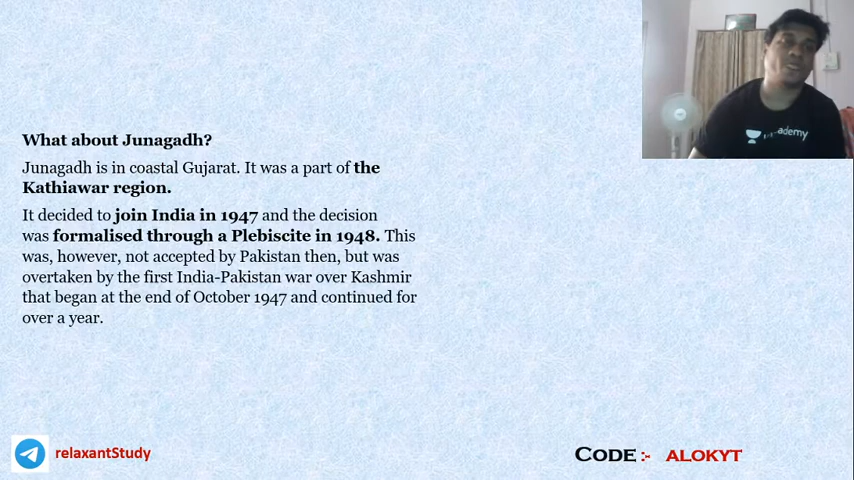 What about Junagadh?
Junagadh is in coastal Gujarat. It was a part of the
Kathiawar region.
It decided to join India in 1947 and the decision
was formalised through a Plebiscite in 1948. This
was, however, not accepted by Pakistan then, but was
overtaken by the first India-Pakistan war over Kashmir
that began at the end of October 1947 and continued for
over a year.
relaxantStudy
CODE :- ALOKYT